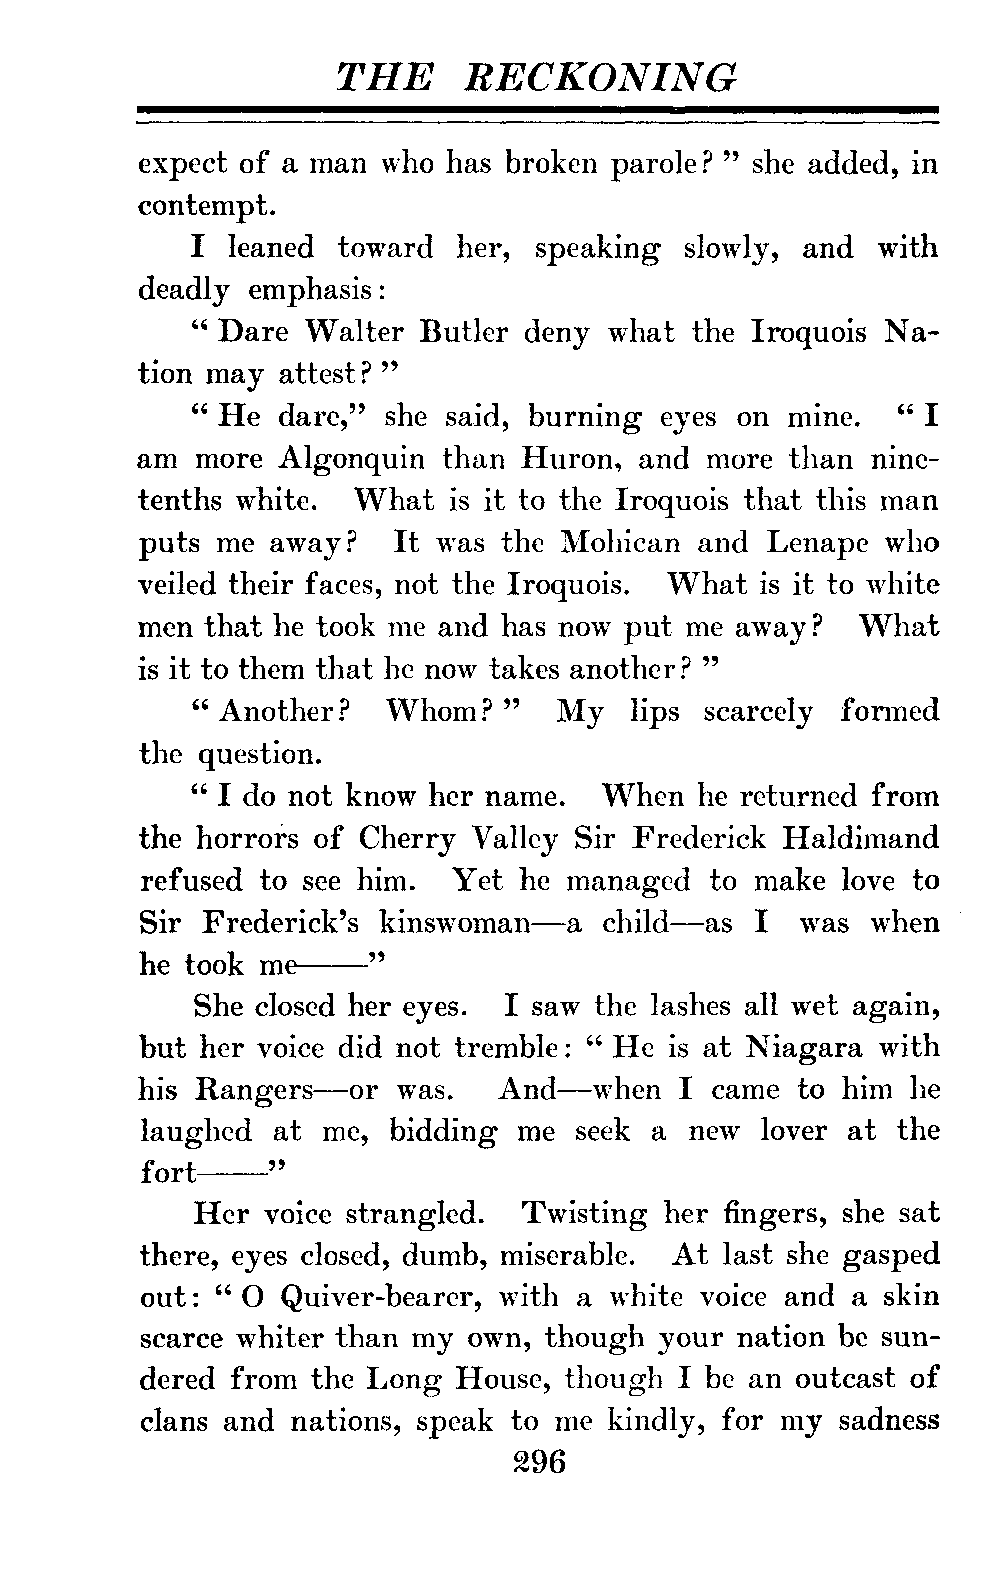 THE RECKONING
expect of a man who has broken parole?" she added, in
contempt.
I leaned toward her, speaking slowly, and with
deadly emphasis:
"Dare Walter Butler deny what the Iroquois Na-
tion may attest?"
"He dare," she said, burning eyes on mine. "I
am more Algonquin than Huron, and more than nine-
tenths white. What is it to the Iroquois that this man
puts me away? It was the Mohican and Lenape who
veiled their faces, not the Iroquois. What is it to white
men that he took me and has now put me away? What
is it to them that he now takes another?"
"Another? Whom?" My lips scarcely formed
the question.
"I do not know her name. When he returned from
the horrors of Cherry Valley Sir Frederick Haldimand
refused to see him. Yet he managed to make love to
Sir Frederick's kinswoman—a child—as I was when
he took me——"
She closed her eyes. I saw the lashes all wet again,
but her voice did not tremble: "He is at Niagara with
his Rangers—or was. And—when I came to him he
laughed at me, bidding me seek a new lover at the
fort——"
Her voice strangled. Twisting her fingers, she sat
there, eyes closed, dumb, miserable. At last she gasped
out: "O Quiver-bearer, with a white voice and a skin
scarce whiter than my own, though your nation be sun-
dered from the Long House, though I be an outcast of
clans and nations, speak to me kindly, for my sadness
296